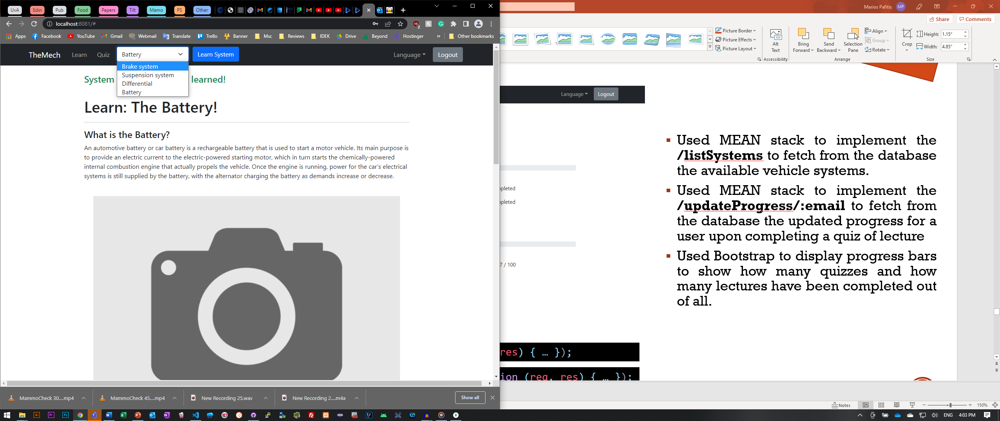 UvA Edin Pub Food Papers Tilt Mamo PS Other
localhost:8081/#
2
Apps Facebook YouTube Gmail Webmail Translate Trello Banner Msc Reviews IDEK Drive Beyond Hostinger » Other bookmarks
TheMech Learn Quiz Battery Learn System Language Logout
Brake system
Suspension system
Differential
Battery
System learned!
Learn: The Battery!
What is the Battery?
An automotive battery or car battery is a rechargeable battery that is used to start a motor vehicle. Its main purpose is
to provide an electric current to the electric-powered starting motor, which in turn starts the chemically-powered
internal combustion engine that actually propels the vehicle. Once the engine is running, power for the car's electrical
systems is still supplied by the battery, with the alternator charging the battery as demands increase or decrease.
MammoCheck 30....mp4 MammoCheck 45....mp4 New Recording 25.wav New Recording 2....m4a Show all
Marios Pafitis MP
Share Comments
Picture Border
Picture Effects
Picture Layout
Alt
Text
Accessibility
Bring
Forward
Send
Backward
Selection
Pane
Align
Group
Rotate
Arrange
Crop
Height: 1.15"
Width: 4.85"
Size
Language Logout
npleted
npleted
7 / 100
res) { … });
ion (req, res) { … });
Used MEAN stack to implement the
/listSystems to fetch from the database
the available vehicle systems.
Used MEAN stack to implement the
/updateProgress/:email to fetch from
the database the updated progress for a
user upon completing a quiz of lecture
Used Bootstrap to display progress bars
to show how many quizzes and how
many lectures have been completed out
of all.
Notes 150%
ENG 4:03 PM